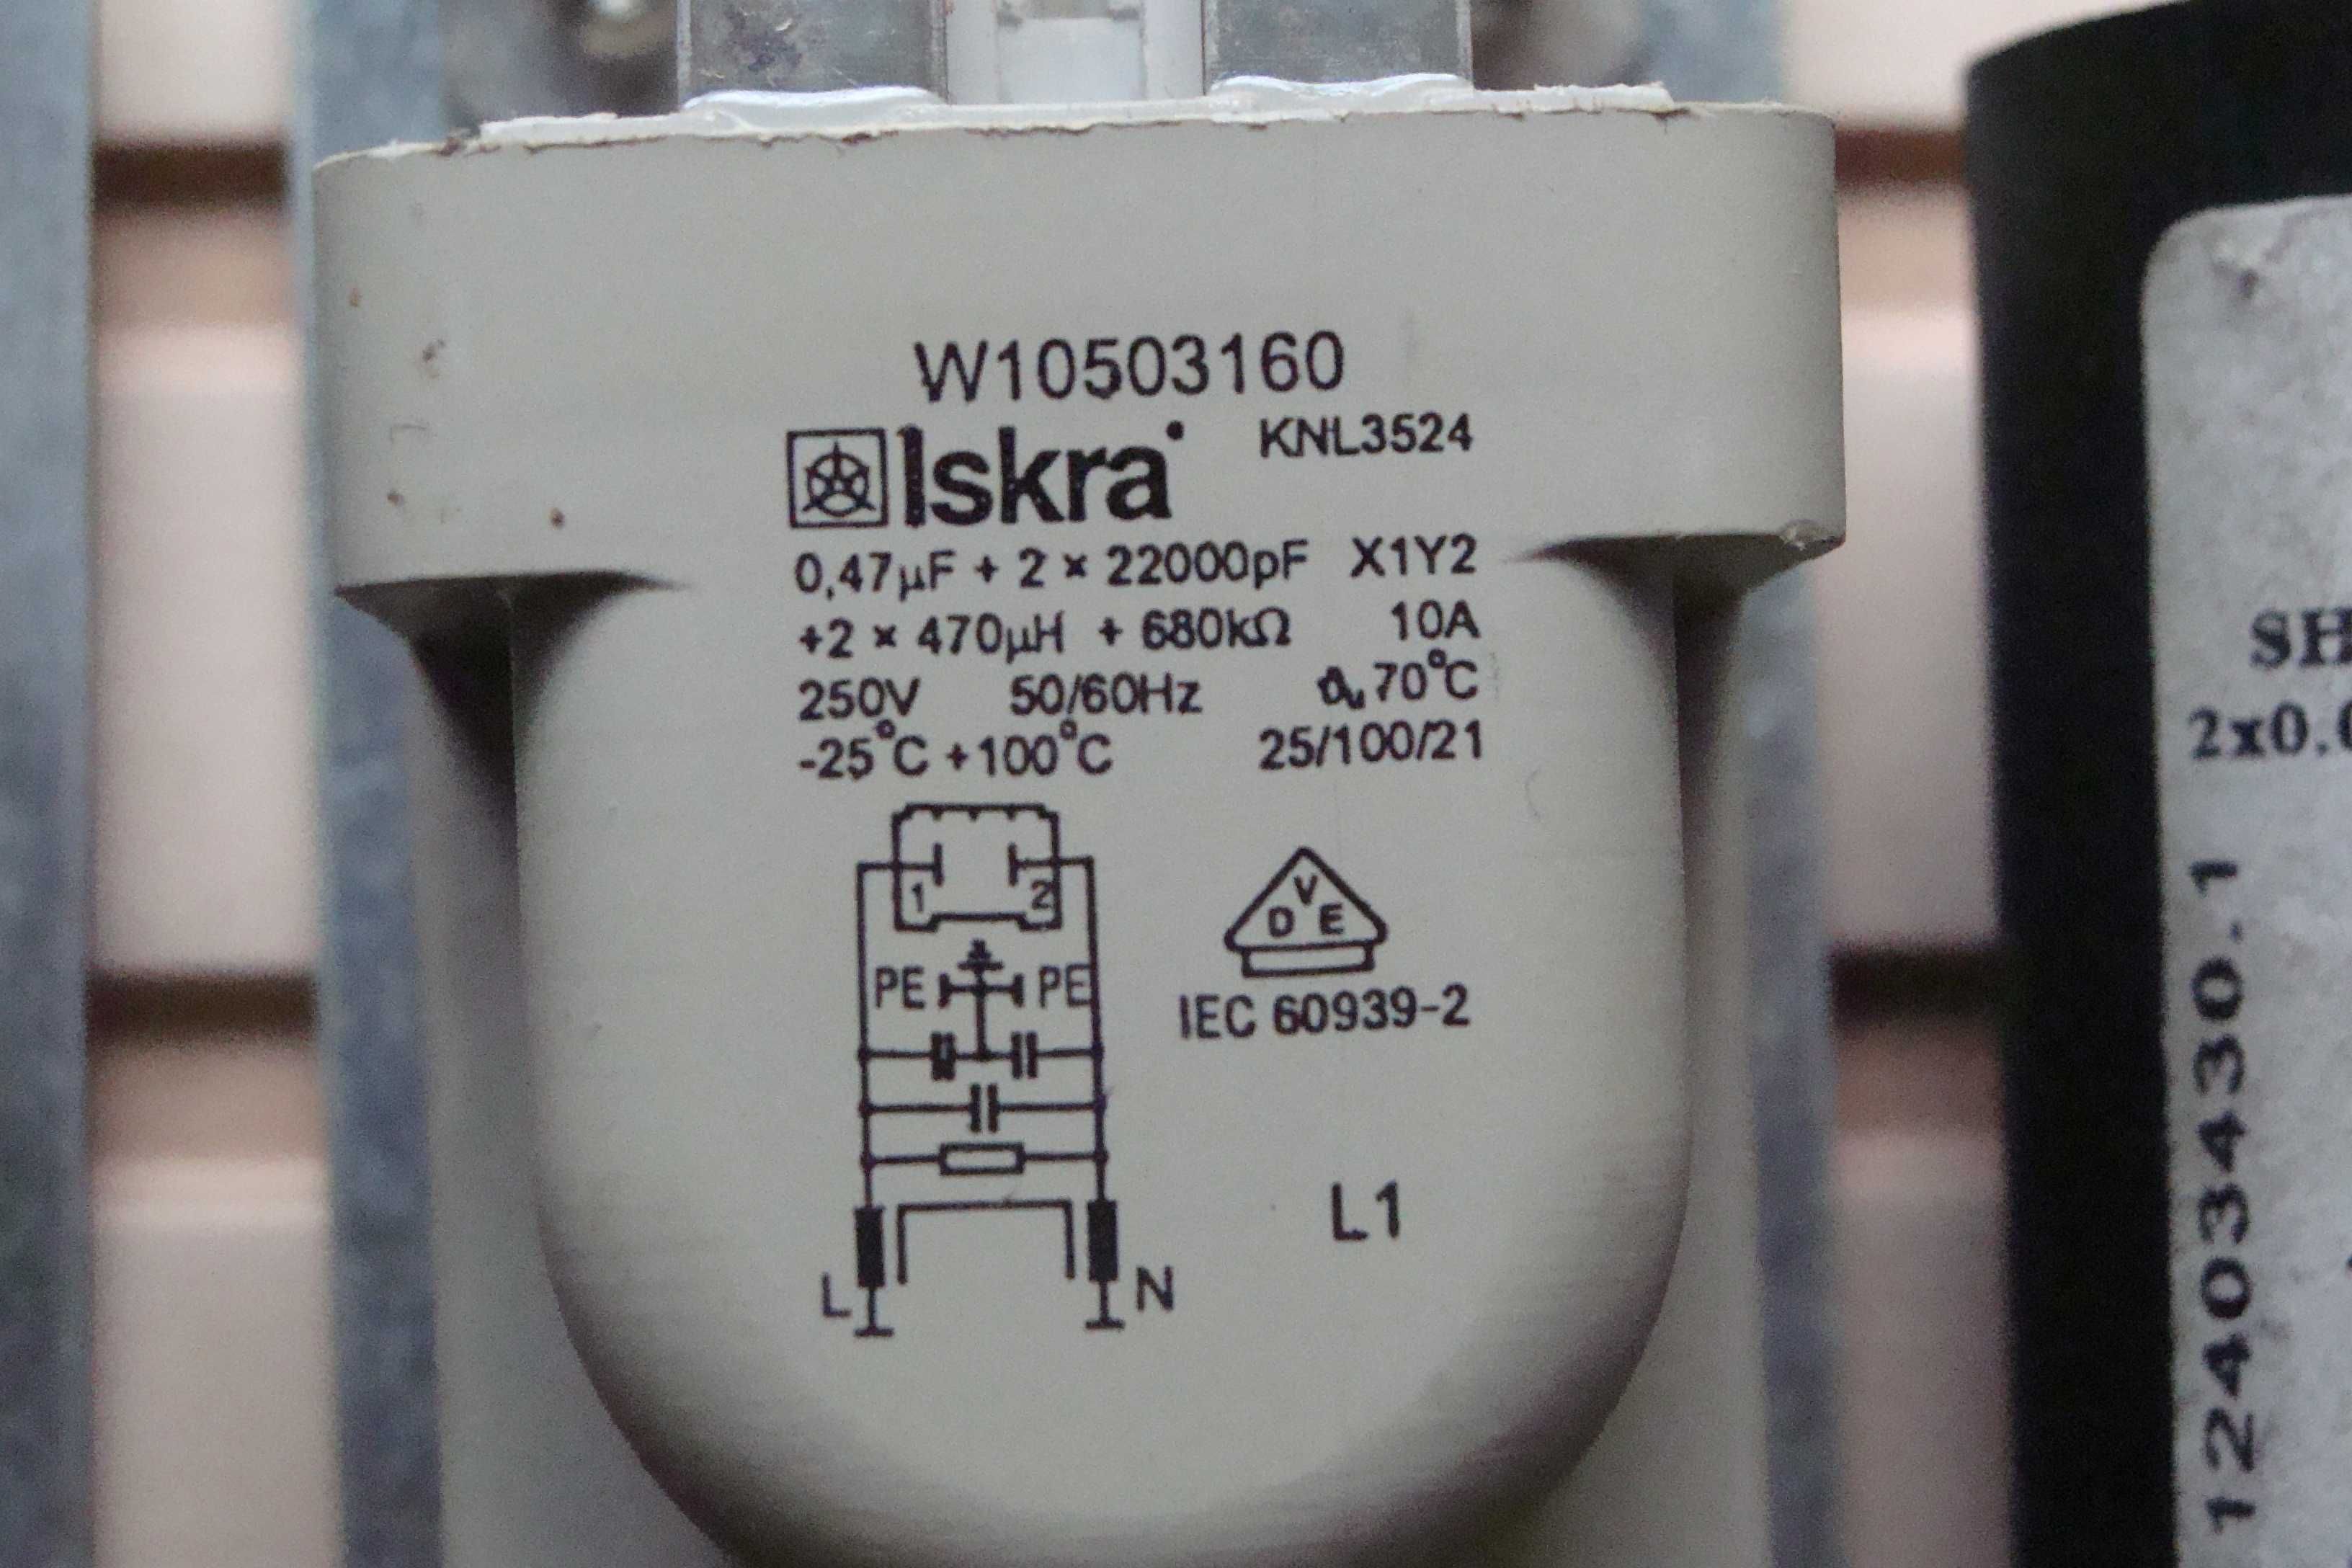 W10503160
Iskra KNL3524
0,47µF + 2 × 22000pF X1Y2
+2 × 470µH + 680kΩ 10A
250V 50/60Hz 70°C
-25°C +100°C 25/100/21
1 2
V
D E
PE PE
IEC 60939-2
L1
L N
SH
2x0.0
12403430.1